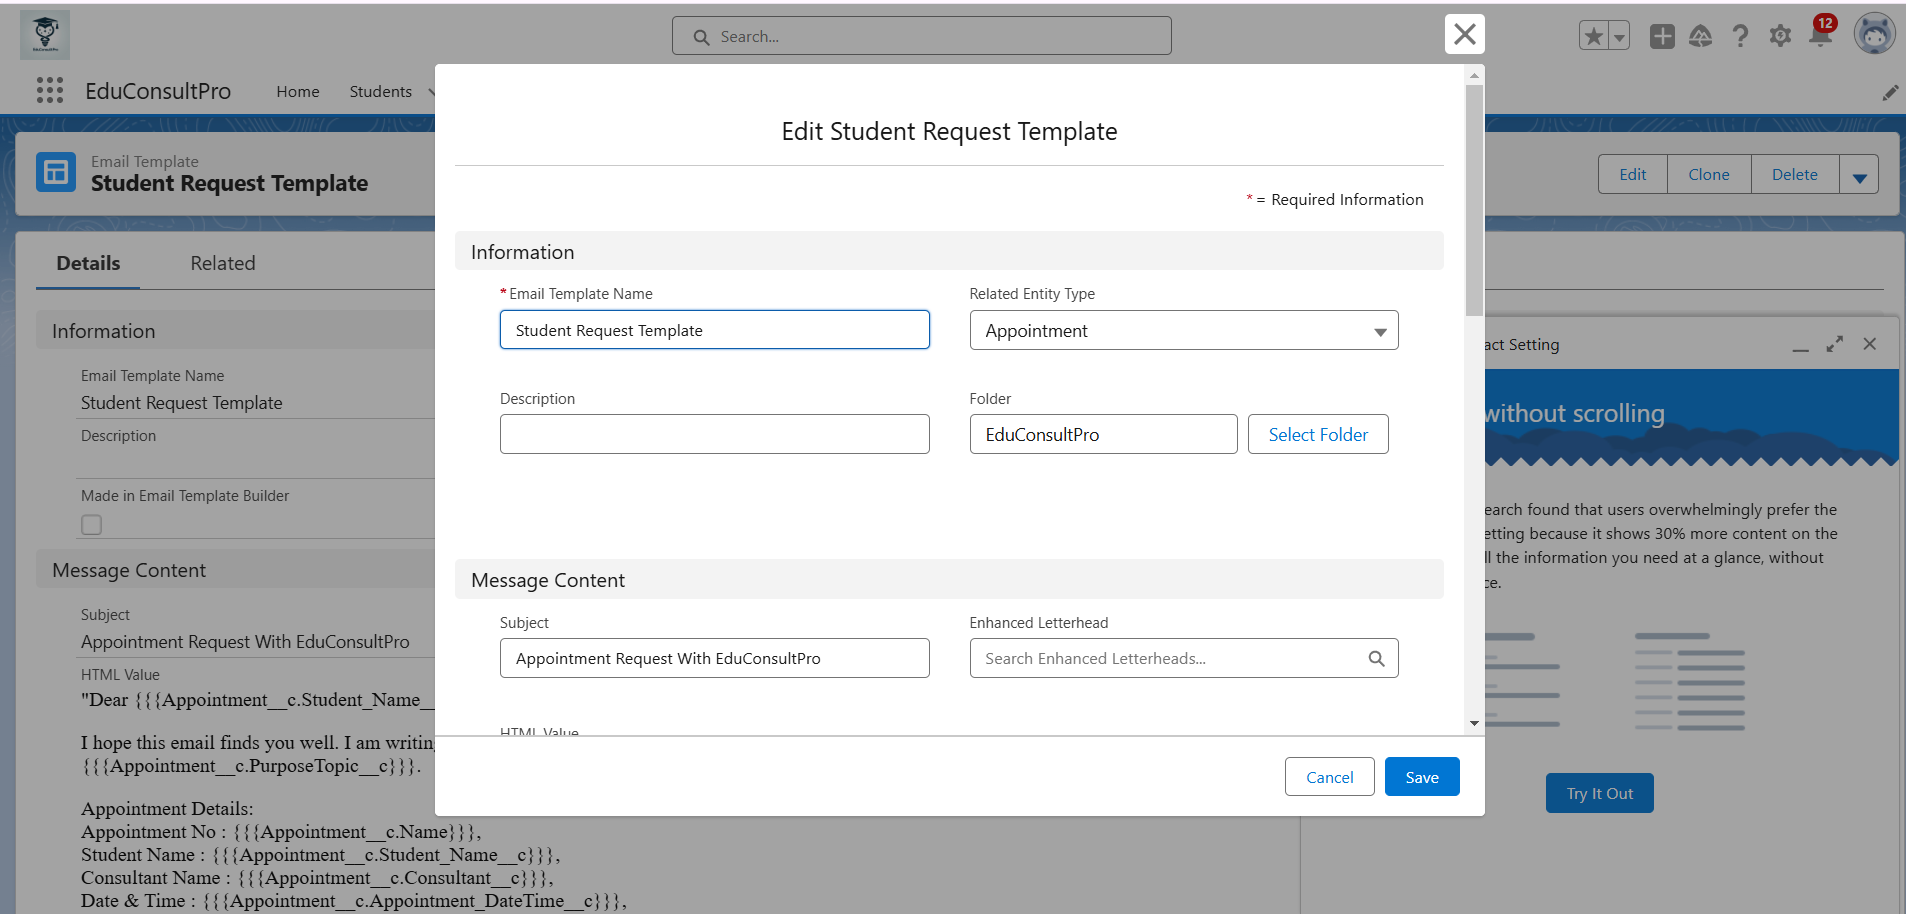 EduConsultPro
Search...
12
EduConsultPro
Home
Students
Email Template
Student Request Template
Edit
Clone
Delete
Details
Related
Information
Email Template Name
Student Request Template
Description
Made in Email Template Builder
Message Content
Subject
Appointment Request With EduConsultPro
HTML Value
"Dear {{{Appointment__c.Student_Name__
I hope this email finds you well. I am writing
{{{Appointment__c.PurposeTopic__c}}}.
Appointment Details:
Appointment No : {{{Appointment__c.Name}}},
Student Name : {{{Appointment__c.Student_Name__c}}},
Consultant Name : {{{Appointment__c.Consultant__c}}},
Date & Time : {{{Appointment__c.Appointment_DateTime__c}}},
Edit Student Request Template
* = Required Information
Information
*Email Template Name
Student Request Template
Related Entity Type
Appointment
Description
Folder
EduConsultPro
Select Folder
Message Content
Subject
Appointment Request With EduConsultPro
Enhanced Letterhead
Search Enhanced Letterheads...
HTML Value
Cancel
Save
act Setting
without scrolling
earch found that users overwhelmingly prefer the
etting because it shows 30% more content on the
ll the information you need at a glance, without
ce.
Try It Out